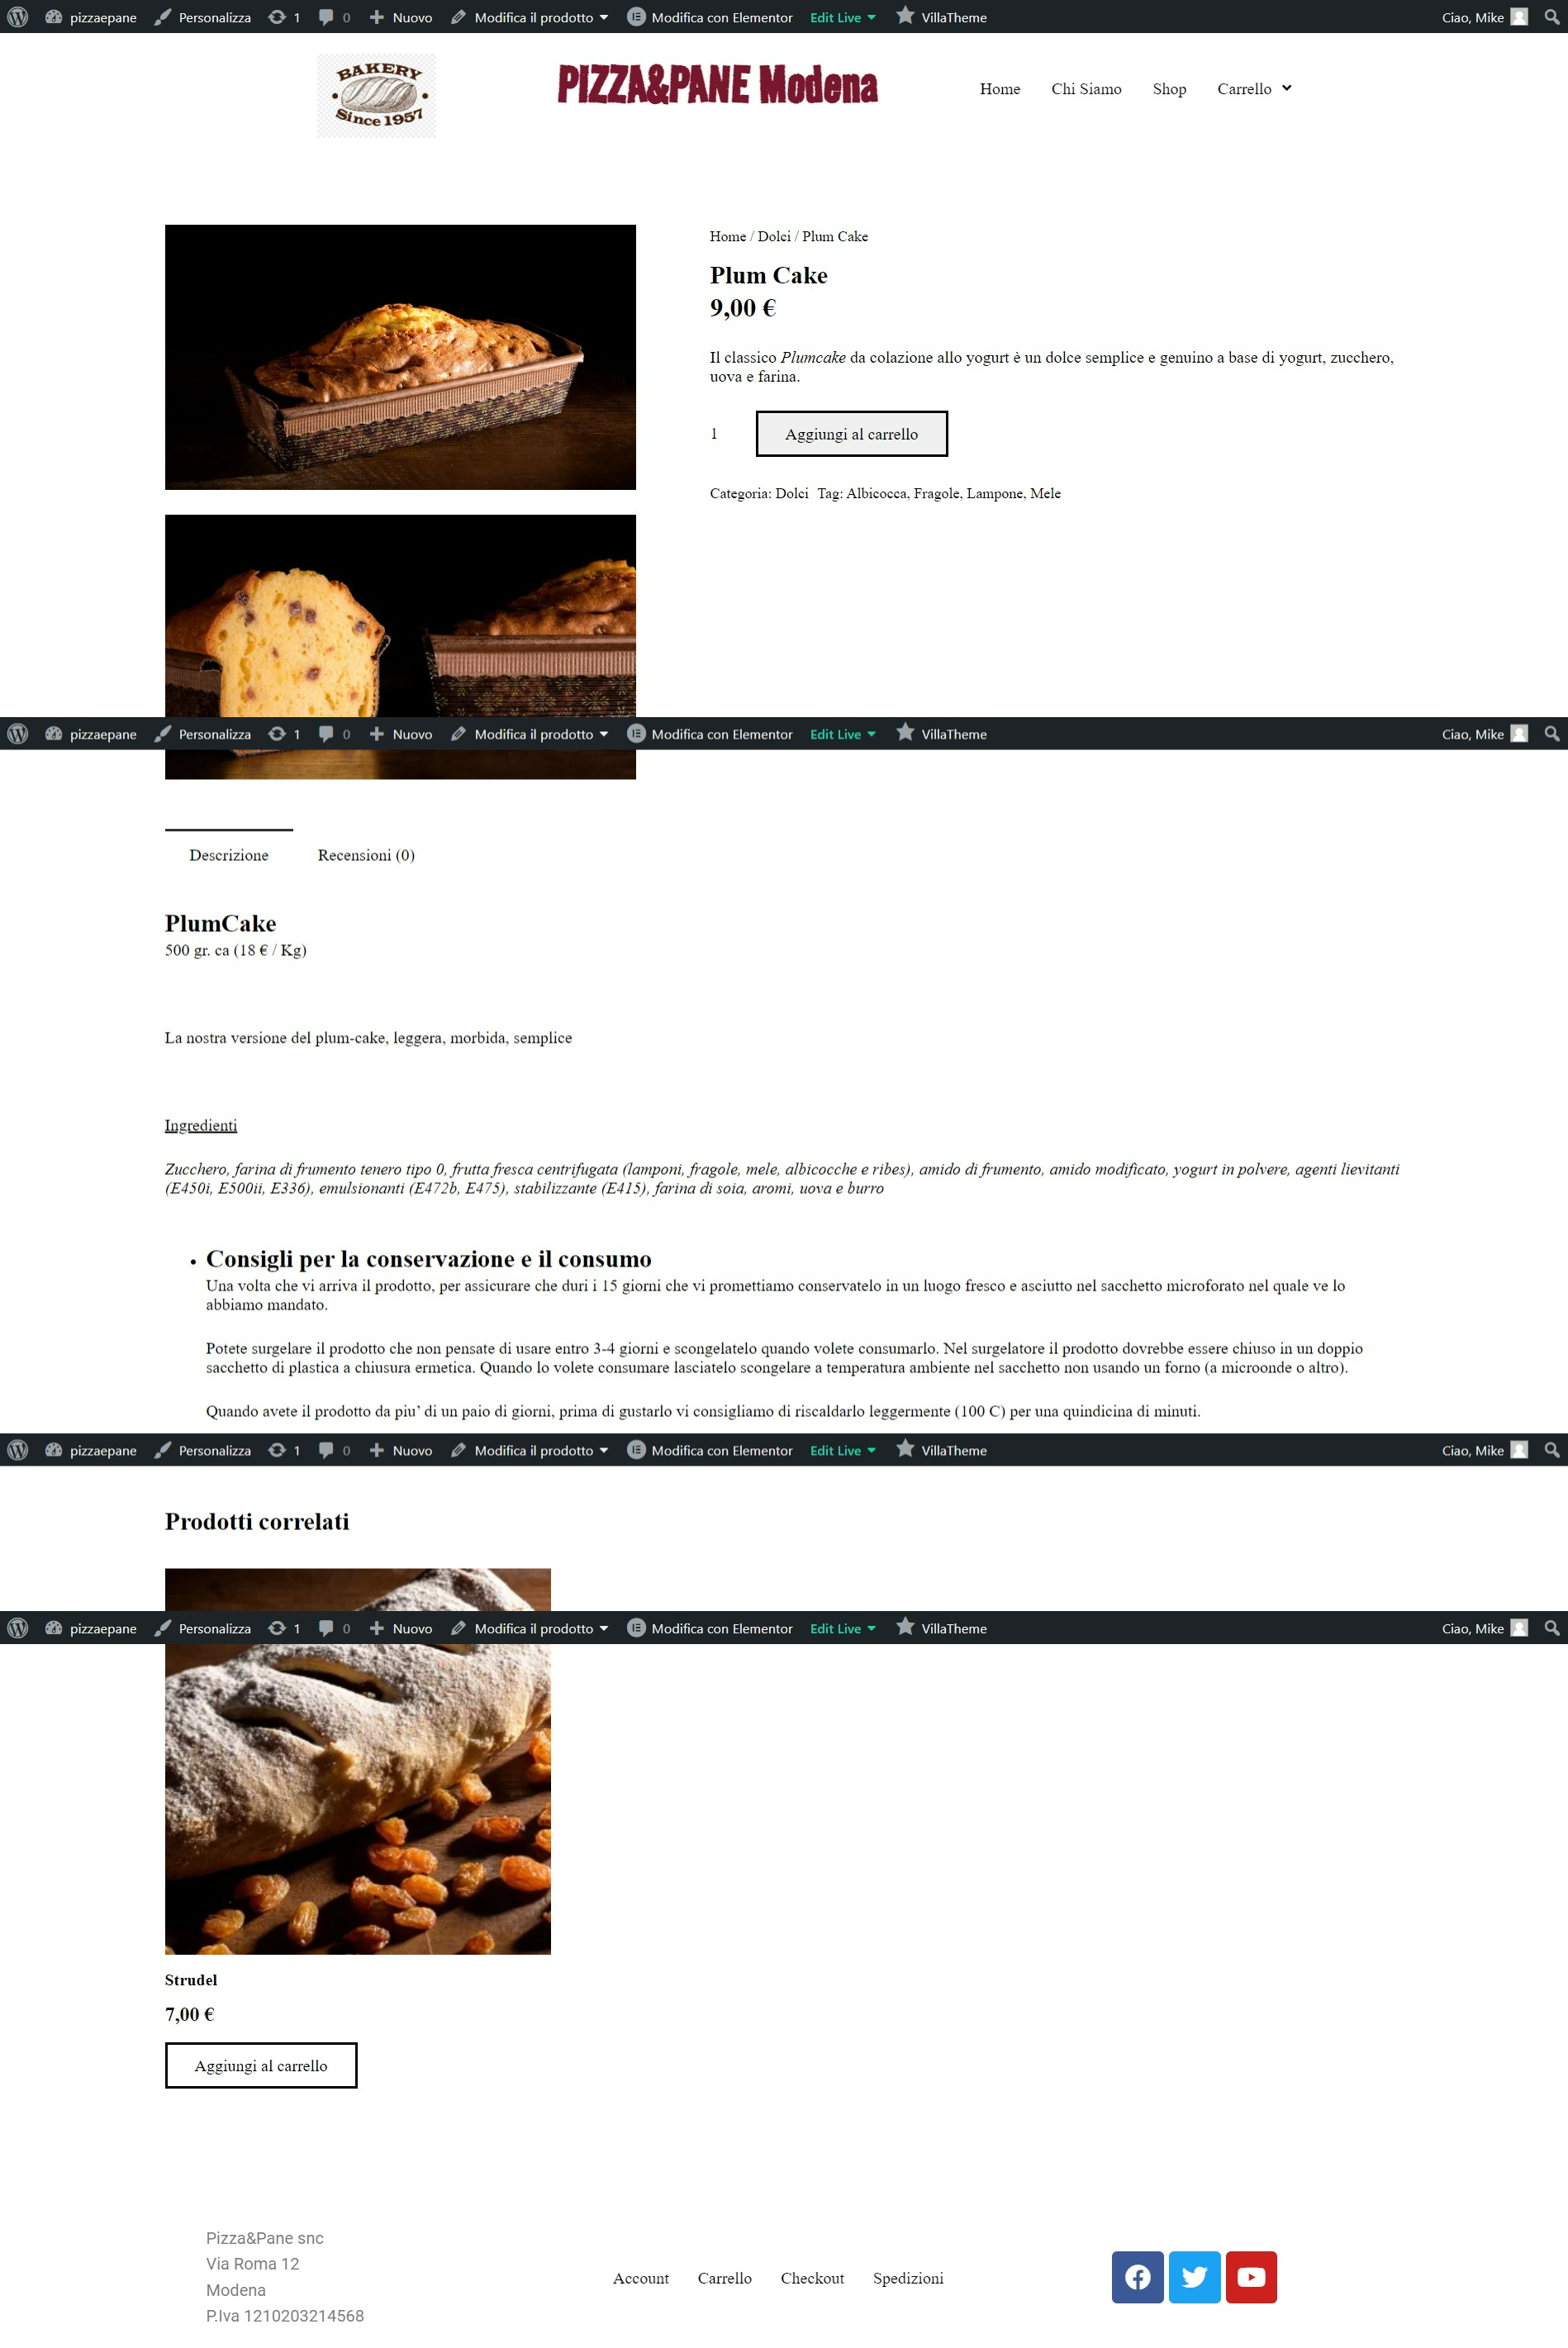 pizzaepane Personalizza 1 0 Nuovo Modifica il prodotto Modifica con Elementor Edit Live VillaTheme Ciao, Mike
BAKERY
Since 1957
PIZZA&PANE Modena
Home Chi Siamo Shop Carrello
Home / Dolci / Plum Cake
Plum Cake
9,00 €
Il classico Plumcake da colazione allo yogurt è un dolce semplice e genuino a base di yogurt, zucchero,
uova e farina.
1 Aggiungi al carrello
Categoria: Dolci Tag: Albicocca, Fragole, Lampone, Mele
pizzaepane Personalizza 1 0 Nuovo Modifica il prodotto Modifica con Elementor Edit Live VillaTheme Ciao, Mike
Descrizione Recensioni (0)
PlumCake
500 gr. ca (18 € / Kg)
La nostra versione del plum-cake, leggera, morbida, semplice
Ingredienti
Zucchero, farina di frumento tenero tipo 0, frutta fresca centrifugata (lamponi, fragole, mele, albicocche e ribes), amido di frumento, amido modificato, yogurt in polvere, agenti lievitanti
(E450i, E500ii, E336), emulsionanti (E472b, E475), stabilizzante (E415), farina di soia, aromi, uova e burro
• Consigli per la conservazione e il consumo
Una volta che vi arriva il prodotto, per assicurare che duri i 15 giorni che vi promettiamo conservatelo in un luogo fresco e asciutto nel sacchetto microforato nel quale ve lo
abbiamo mandato.
Potete surgelare il prodotto che non pensate di usare entro 3-4 giorni e scongelatelo quando volete consumarlo. Nel surgelatore il prodotto dovrebbe essere chiuso in un doppio
sacchetto di plastica a chiusura ermetica. Quando lo volete consumare lasciatelo scongelare a temperatura ambiente nel sacchetto non usando un forno (a microonde o altro).
Quando avete il prodotto da piu' di un paio di giorni, prima di gustarlo vi consigliamo di riscaldarlo leggermente (100 C) per una quindicina di minuti.
pizzaepane Personalizza 1 0 Nuovo Modifica il prodotto Modifica con Elementor Edit Live VillaTheme Ciao, Mike
Prodotti correlati
pizzaepane Personalizza 1 0 Nuovo Modifica il prodotto Modifica con Elementor Edit Live VillaTheme Ciao, Mike
Strudel
7,00 €
Aggiungi al carrello
Pizza&Pane snc
Via Roma 12
Modena
P.Iva 1210203214568
Account Carrello Checkout Spedizioni